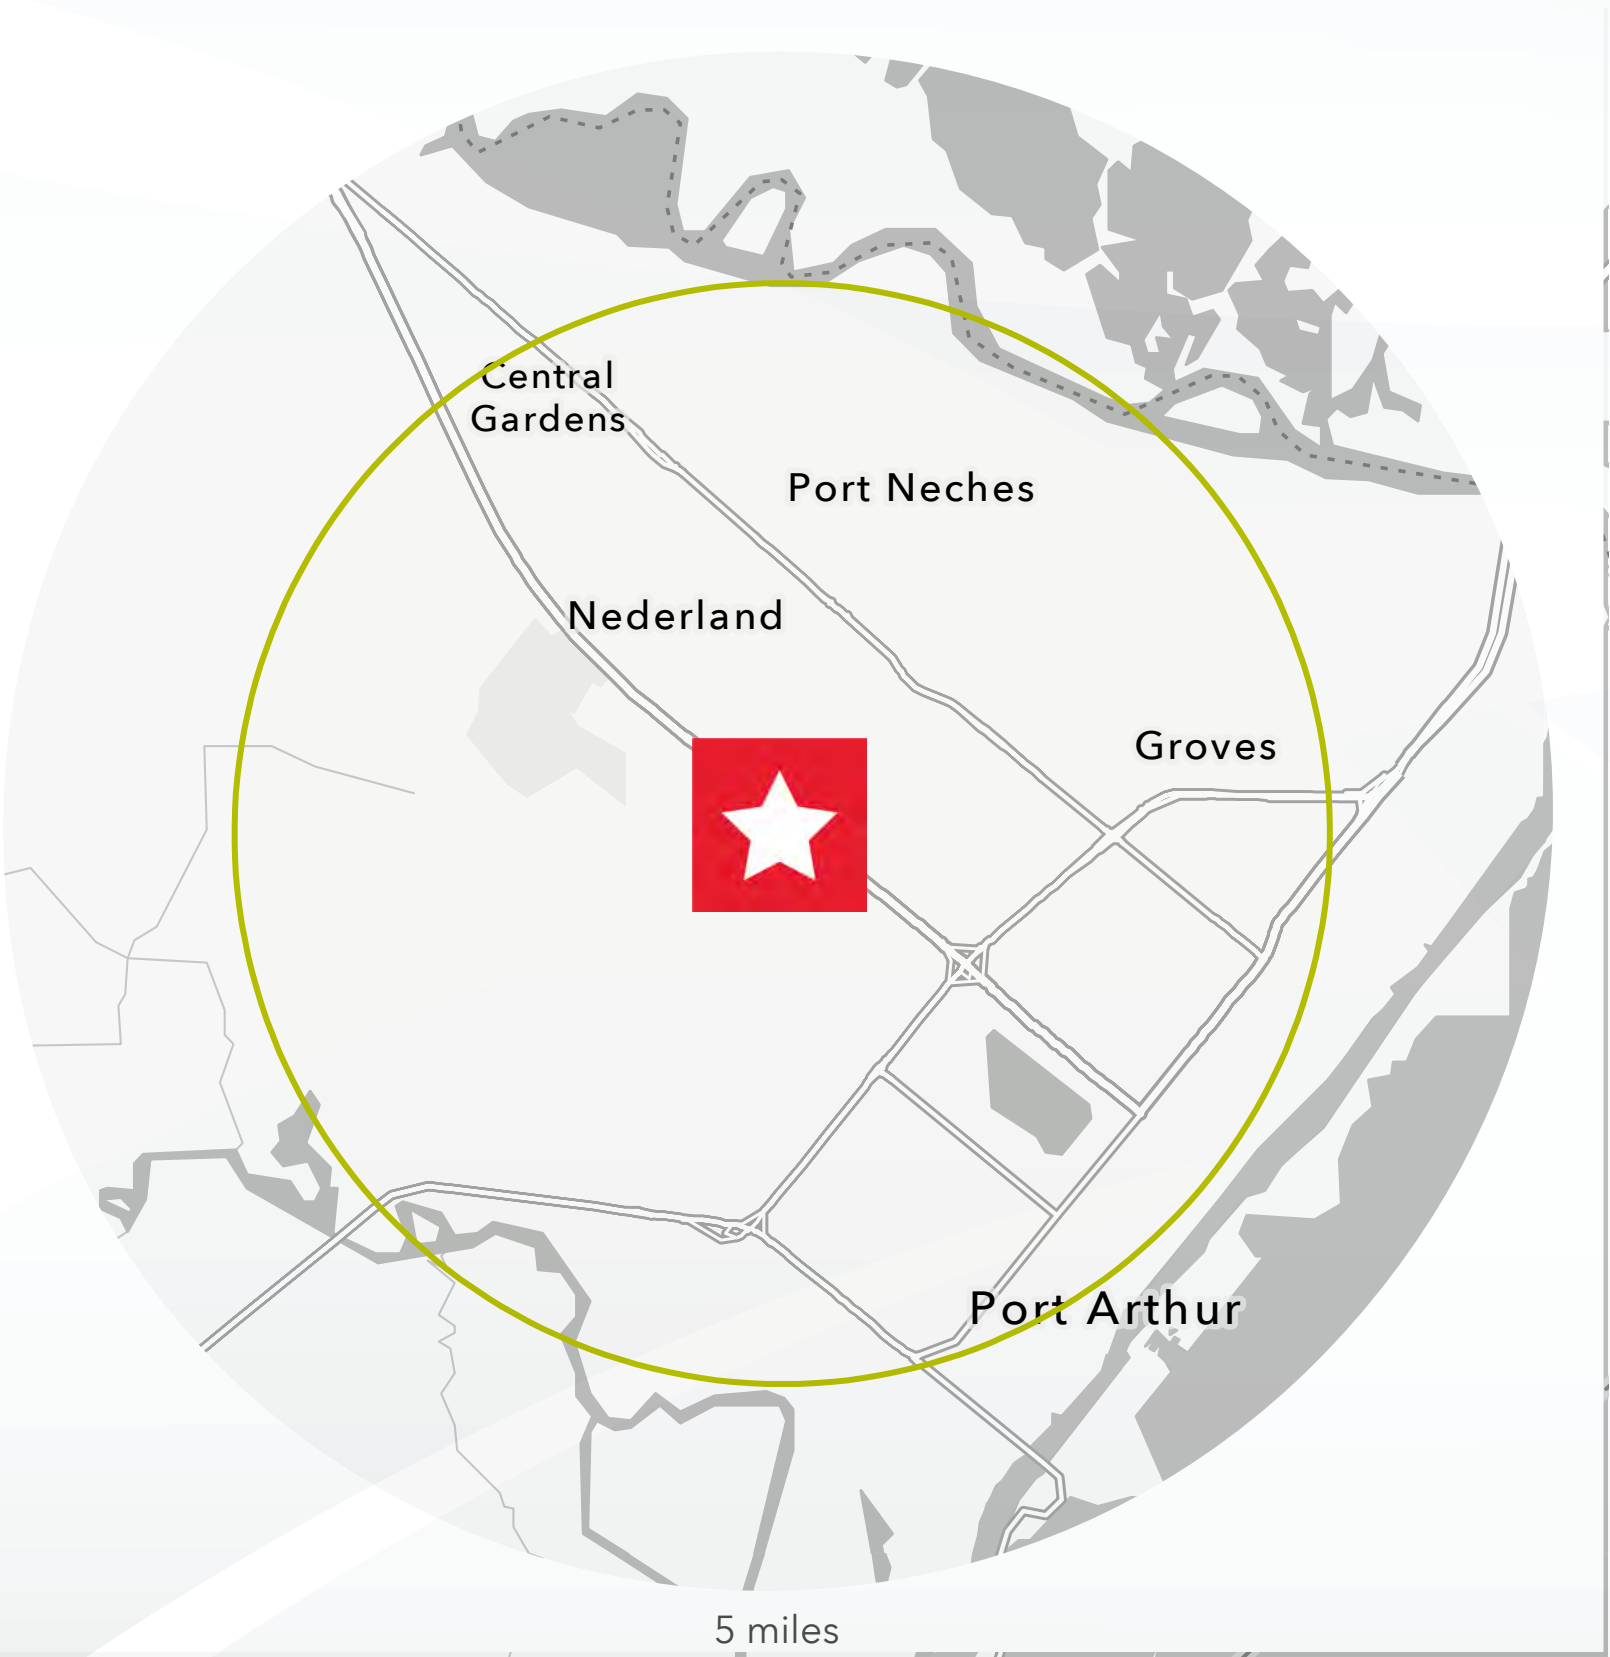 Central
Gardens
Port Neches
Nederland
Groves
Port Arthur
5 miles